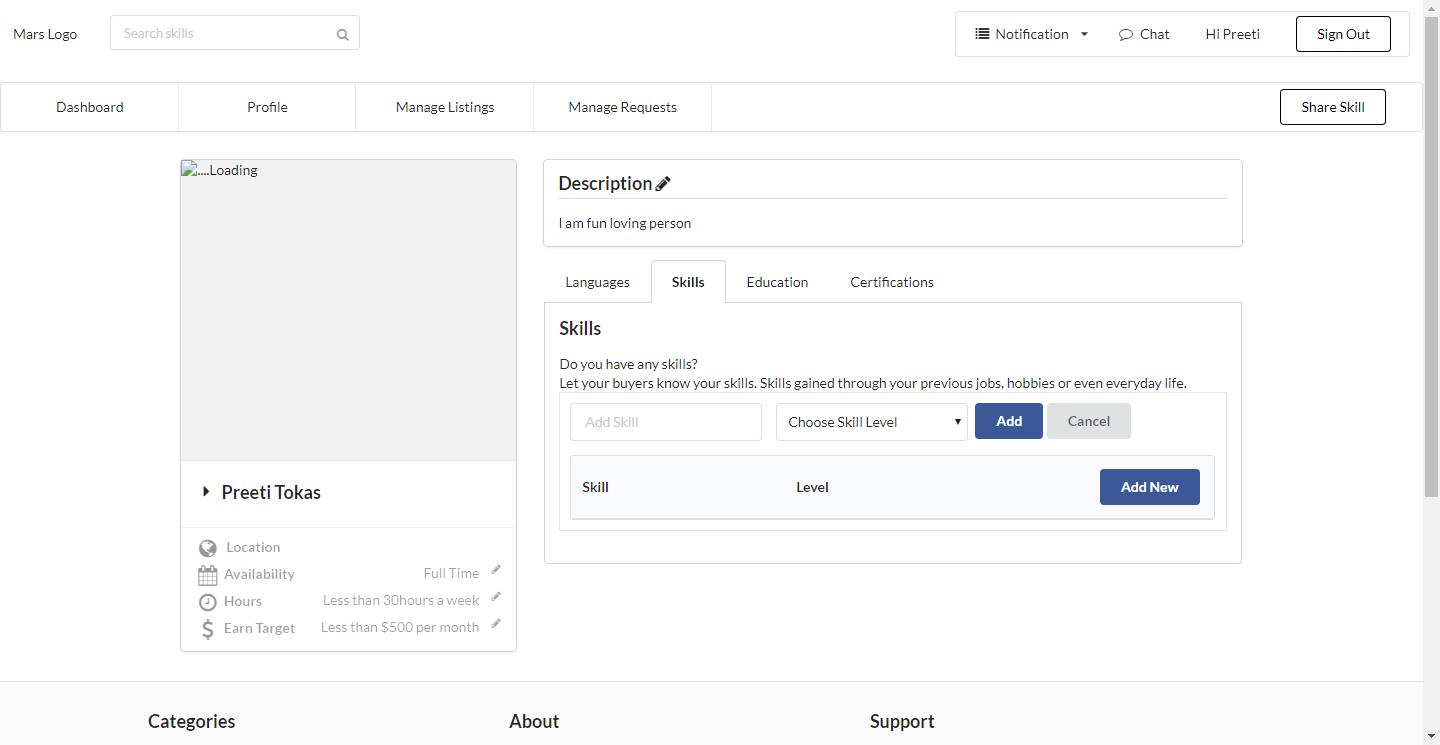 Mars Logo
Search skills
Notification
Chat
Hi Preeti
Sign Out
Dashboard
Profile
Manage Listings
Manage Requests
Share Skill
....Loading
Preeti Tokas
Location
Availability Full Time
Hours Less than 30hours a week
Earn Target Less than $500 per month
Description
I am fun loving person
Languages
Skills
Education
Certifications
Skills
Do you have any skills?
Let your buyers know your skills. Skills gained through your previous jobs, hobbies or even everyday life.
Add Skill
Choose Skill Level
Add
Cancel
Skill
Level
Add New
Categories
About
Support